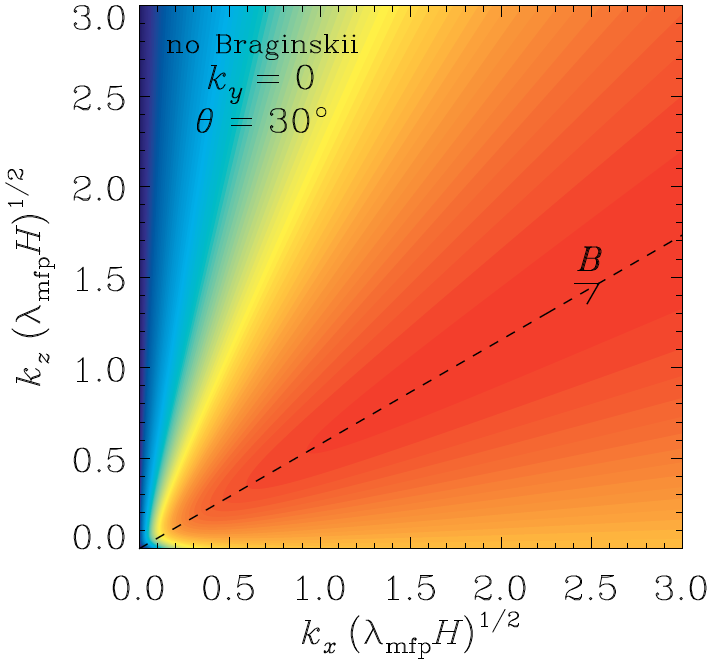 no Braginskii
k_y = 0
θ = 30°
B
3.0
2.5
2.0
1.5
1.0
0.5
0.0
k_z (λ_mfp H)^{1/2}
0.0 0.5 1.0 1.5 2.0 2.5 3.0
k_x (λ_mfp H)^{1/2}